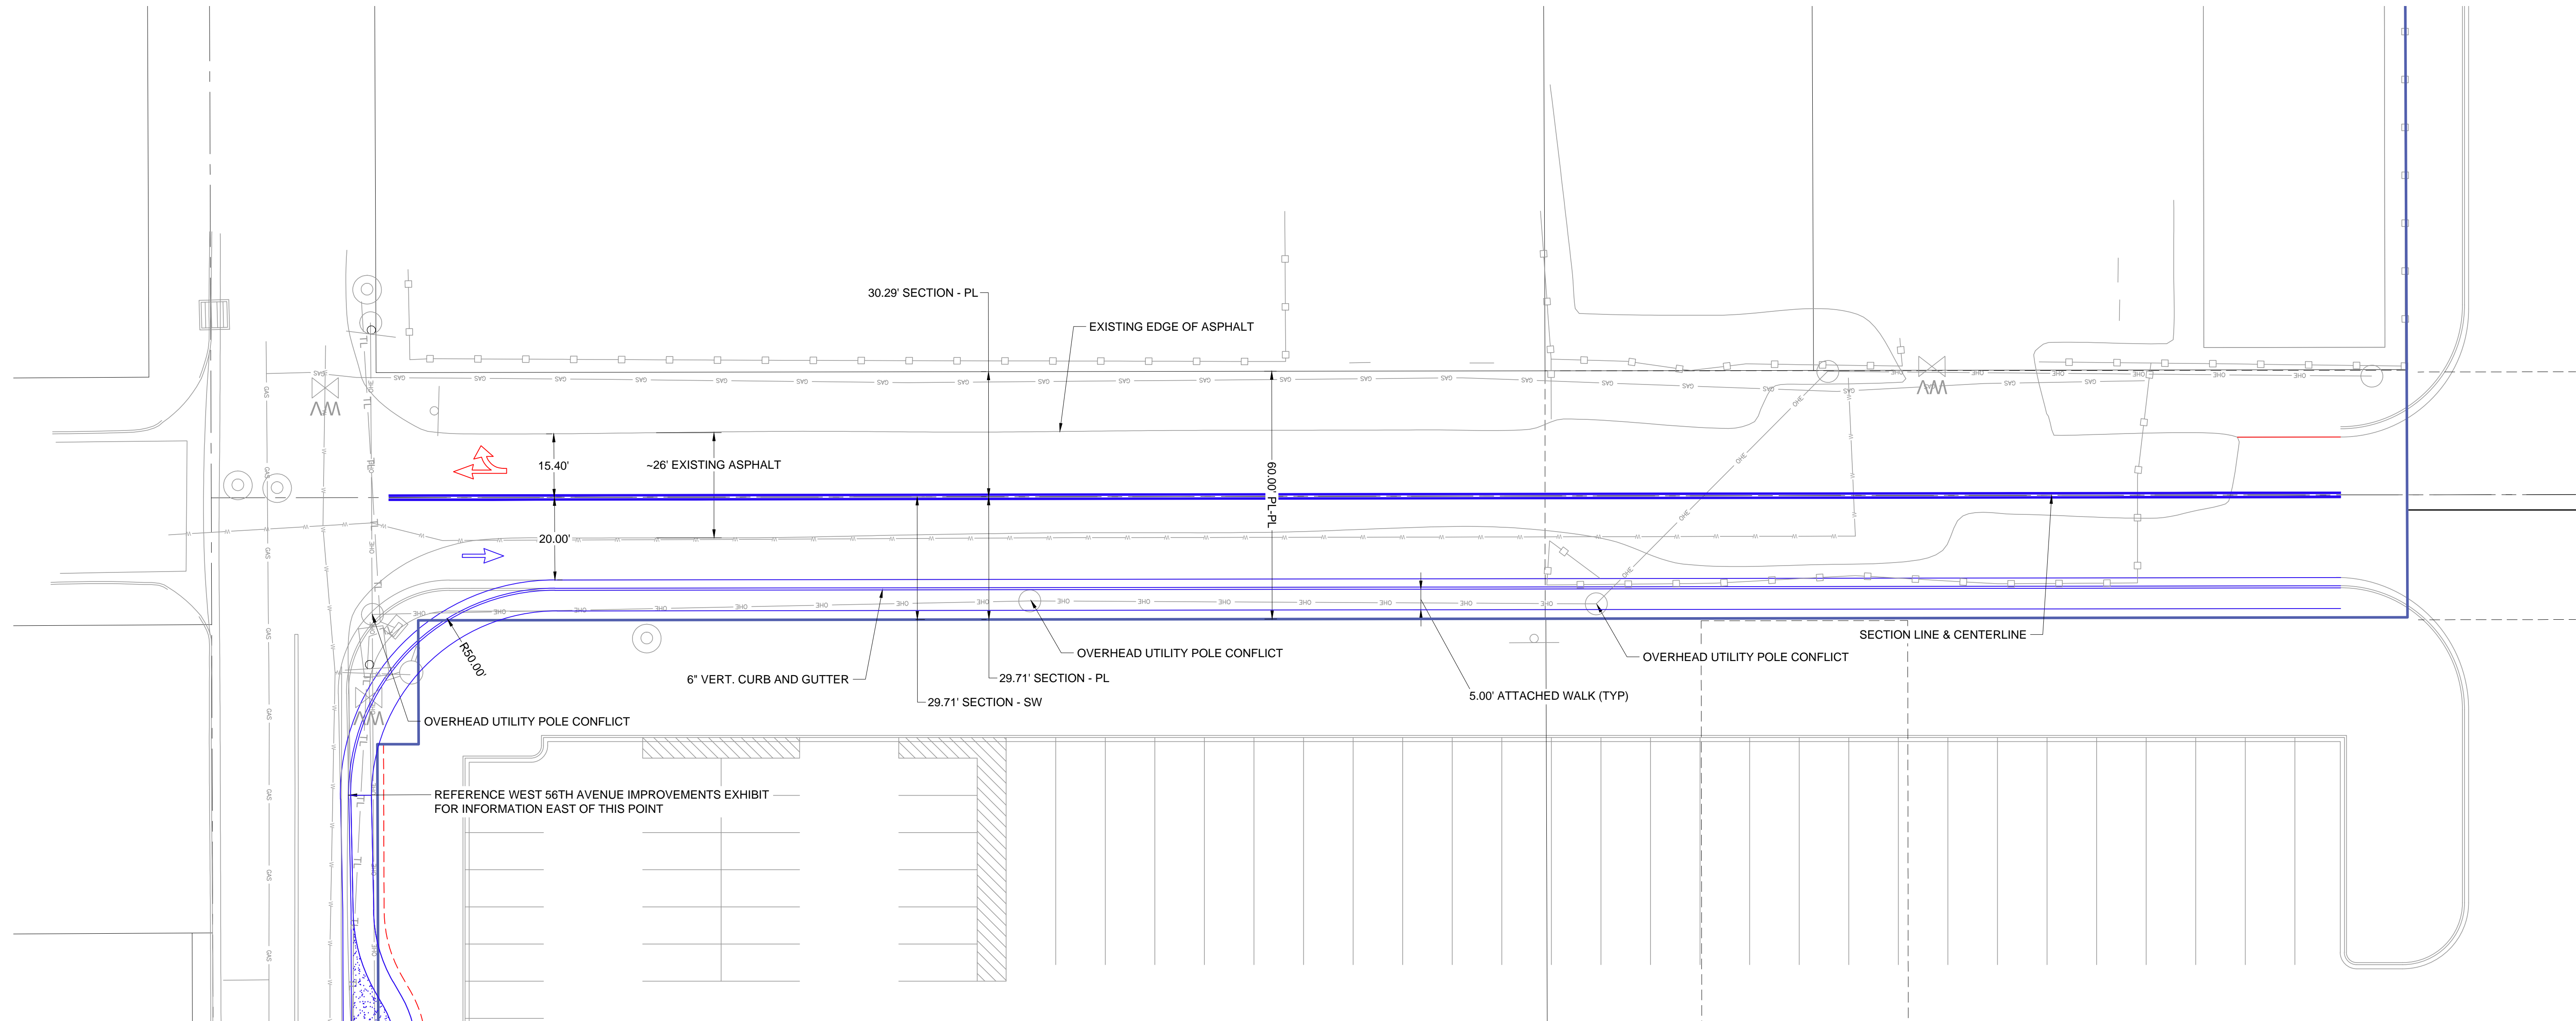 30.29' SECTION - PL
EXISTING EDGE OF ASPHALT
15.40'
~26' EXISTING ASPHALT
60.00' PL-PL
20.00'
SECTION LINE & CENTERLINE
R50.00'
OVERHEAD UTILITY POLE CONFLICT
OVERHEAD UTILITY POLE CONFLICT
6" VERT. CURB AND GUTTER
29.71' SECTION - PL
5.00' ATTACHED WALK (TYP)
29.71' SECTION - SW
OVERHEAD UTILITY POLE CONFLICT
REFERENCE WEST 56TH AVENUE IMPROVEMENTS EXHIBIT
FOR INFORMATION EAST OF THIS POINT
GAS
OHE
W
TL